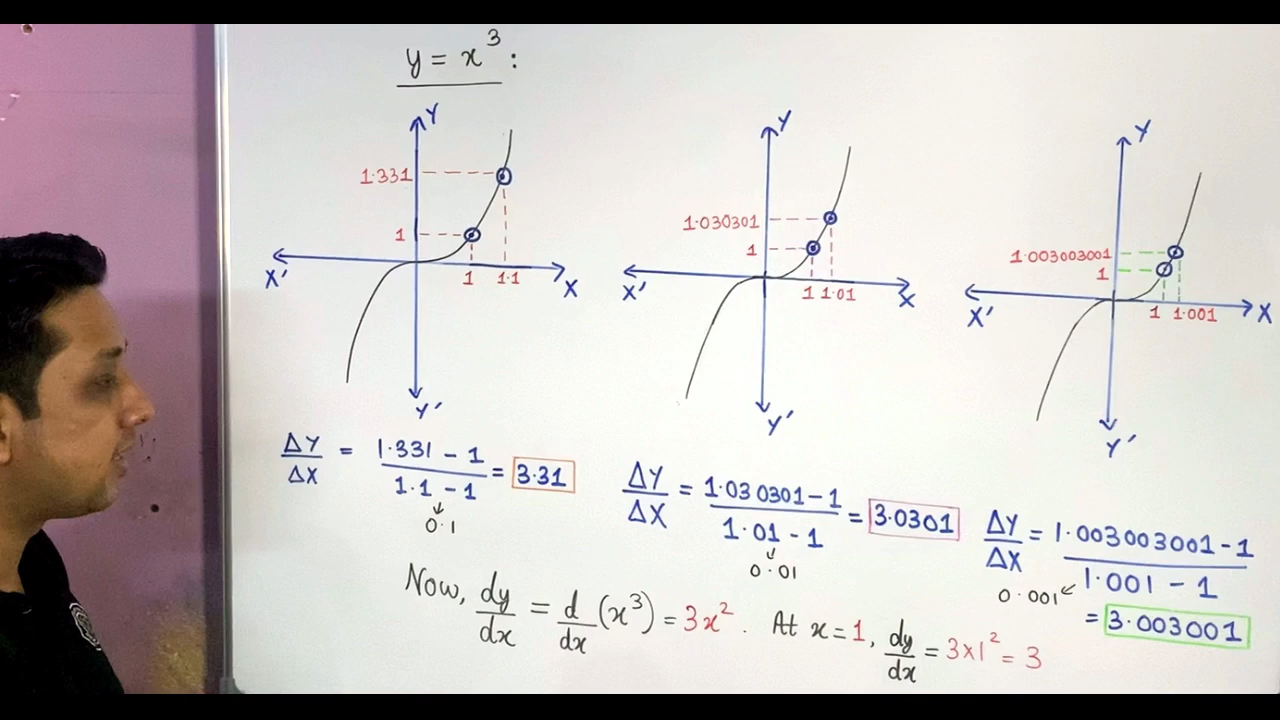 y = x³ :
Y
1·331
1
X'
1
1·1
X
Y'
Y
1·030301
1
X'
1
1·01
X
Y'
Y
1·003003001
1
X'
1
1·001
X
Y'
ΔY/ΔX = (1·331 - 1)/(1·1 - 1) = 3·31
0·1
ΔY/ΔX = (1·030301 - 1)/(1·01 - 1) = 3·0301
0·01
ΔY/ΔX = (1·003003001 - 1)/(1·001 - 1)
0·001
= 3·003001
Now, dy/dx = d/dx (x³) = 3x². At x = 1, dy/dx = 3x1² = 3